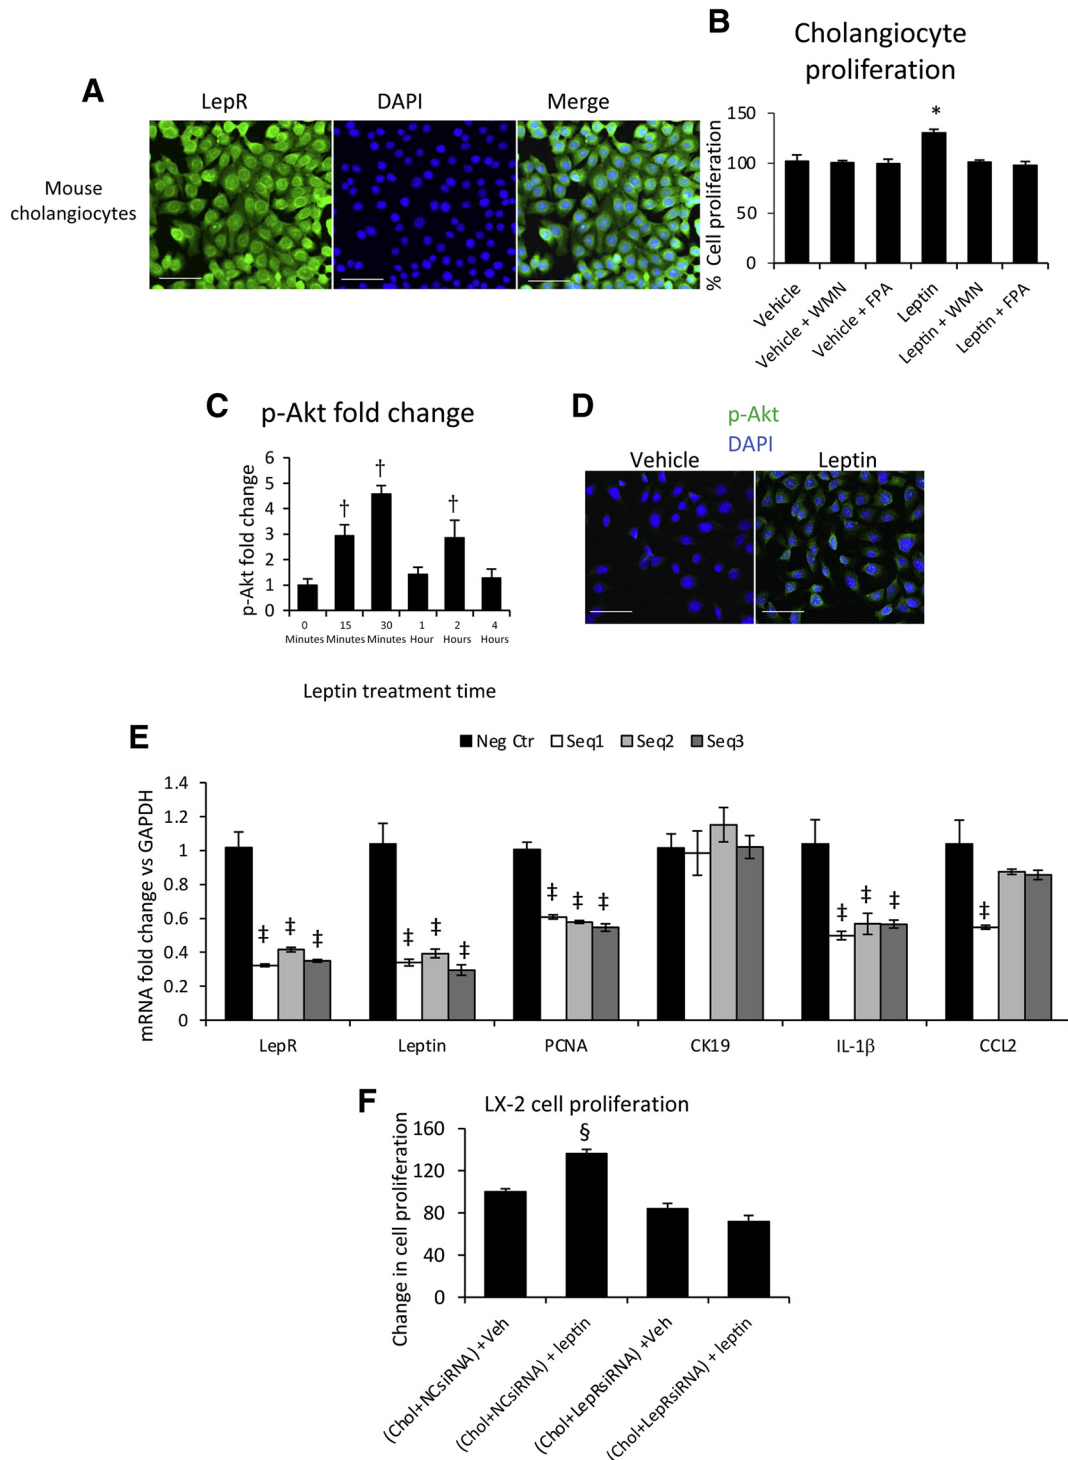 A
LepR
DAPI
Merge
Mouse
cholangiocytes
B
Cholangiocyte
proliferation
% Cell proliferation
150
100
50
0
*
Vehicle
Vehicle + WMN
Vehicle + FPA
Leptin
Leptin + WMN
Leptin + FPA
C
p-Akt fold change
p-Akt fold change
6
5
4
3
2
1
0
†
†
†
0 15 30 1 2 4
Minutes Minutes Minutes Hour Hours Hours
Leptin treatment time
D
p-Akt
DAPI
Vehicle
Leptin
E
Neg Ctr Seq1 Seq2 Seq3
mRNA fold change vs GAPDH
1.4
1.2
1
0.8
0.6
0.4
0.2
0
‡ ‡ ‡
‡ ‡ ‡
‡ ‡ ‡
‡ ‡ ‡
‡
LepR Leptin PCNA CK19 IL-1β CCL2
F
LX-2 cell proliferation
Change in cell proliferation
160
120
80
40
0
§
(Chol+NCsiRNA) +Veh
(Chol+NCsiRNA) + leptin
(Chol+LepRsiRNA) +Veh
(Chol+LepRsiRNA) + leptin